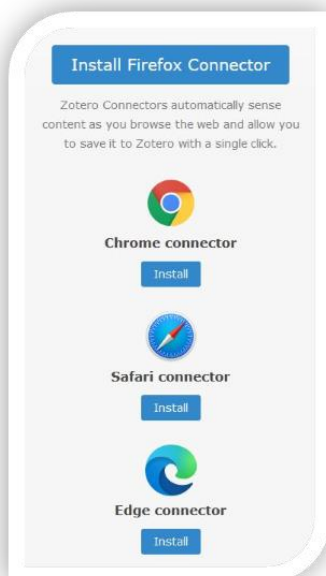 Install Firefox Connector
Zotero Connectors automatically sense
content as you browse the web and allow you
to save it to Zotero with a single click.
Chrome connector
Install
Safari connector
Install
Edge connector
Install